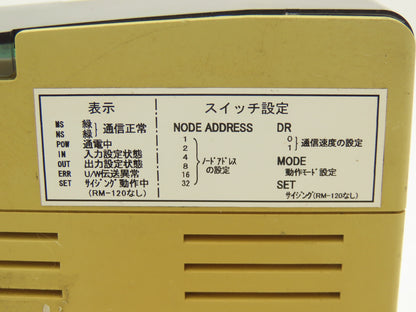 表示
MS 緑
NS 緑 } 通信正常
POW 通電中
IN 入力設定状態
OUT 出力設定状態
ERR U/W伝送異常
SET サイジング動作中
(RM-120なし)
スイッチ設定
NODE ADDRESS
1
2
4
8
16
32
ノードアドレス
の設定
DR
0
1
通信速度の設定
MODE
動作モード設定
SET
サイジング(RM-120なし)